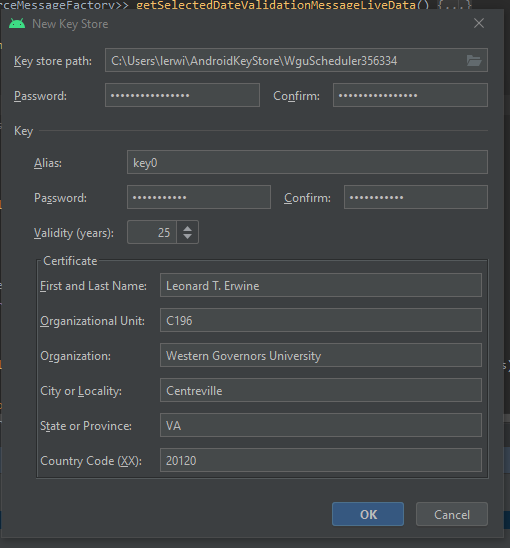 rceMessageFactory>> getSelectedDateValidationMessageLiveData() {...}
New Key Store
Key store path: C:\Users\lerwi\AndroidKeyStore\WguScheduler356334
Password: ••••••••••••••• Confirm: ••••••••••••••••
Key
Alias: key0
Password: ••••••••••• Confirm: •••••••••••
Validity (years): 25
Certificate
First and Last Name: Leonard T. Erwine
Organizational Unit: C196
Organization: Western Governors University
City or Locality: Centreville
State or Province: VA
Country Code (XX): 20120
OK Cancel